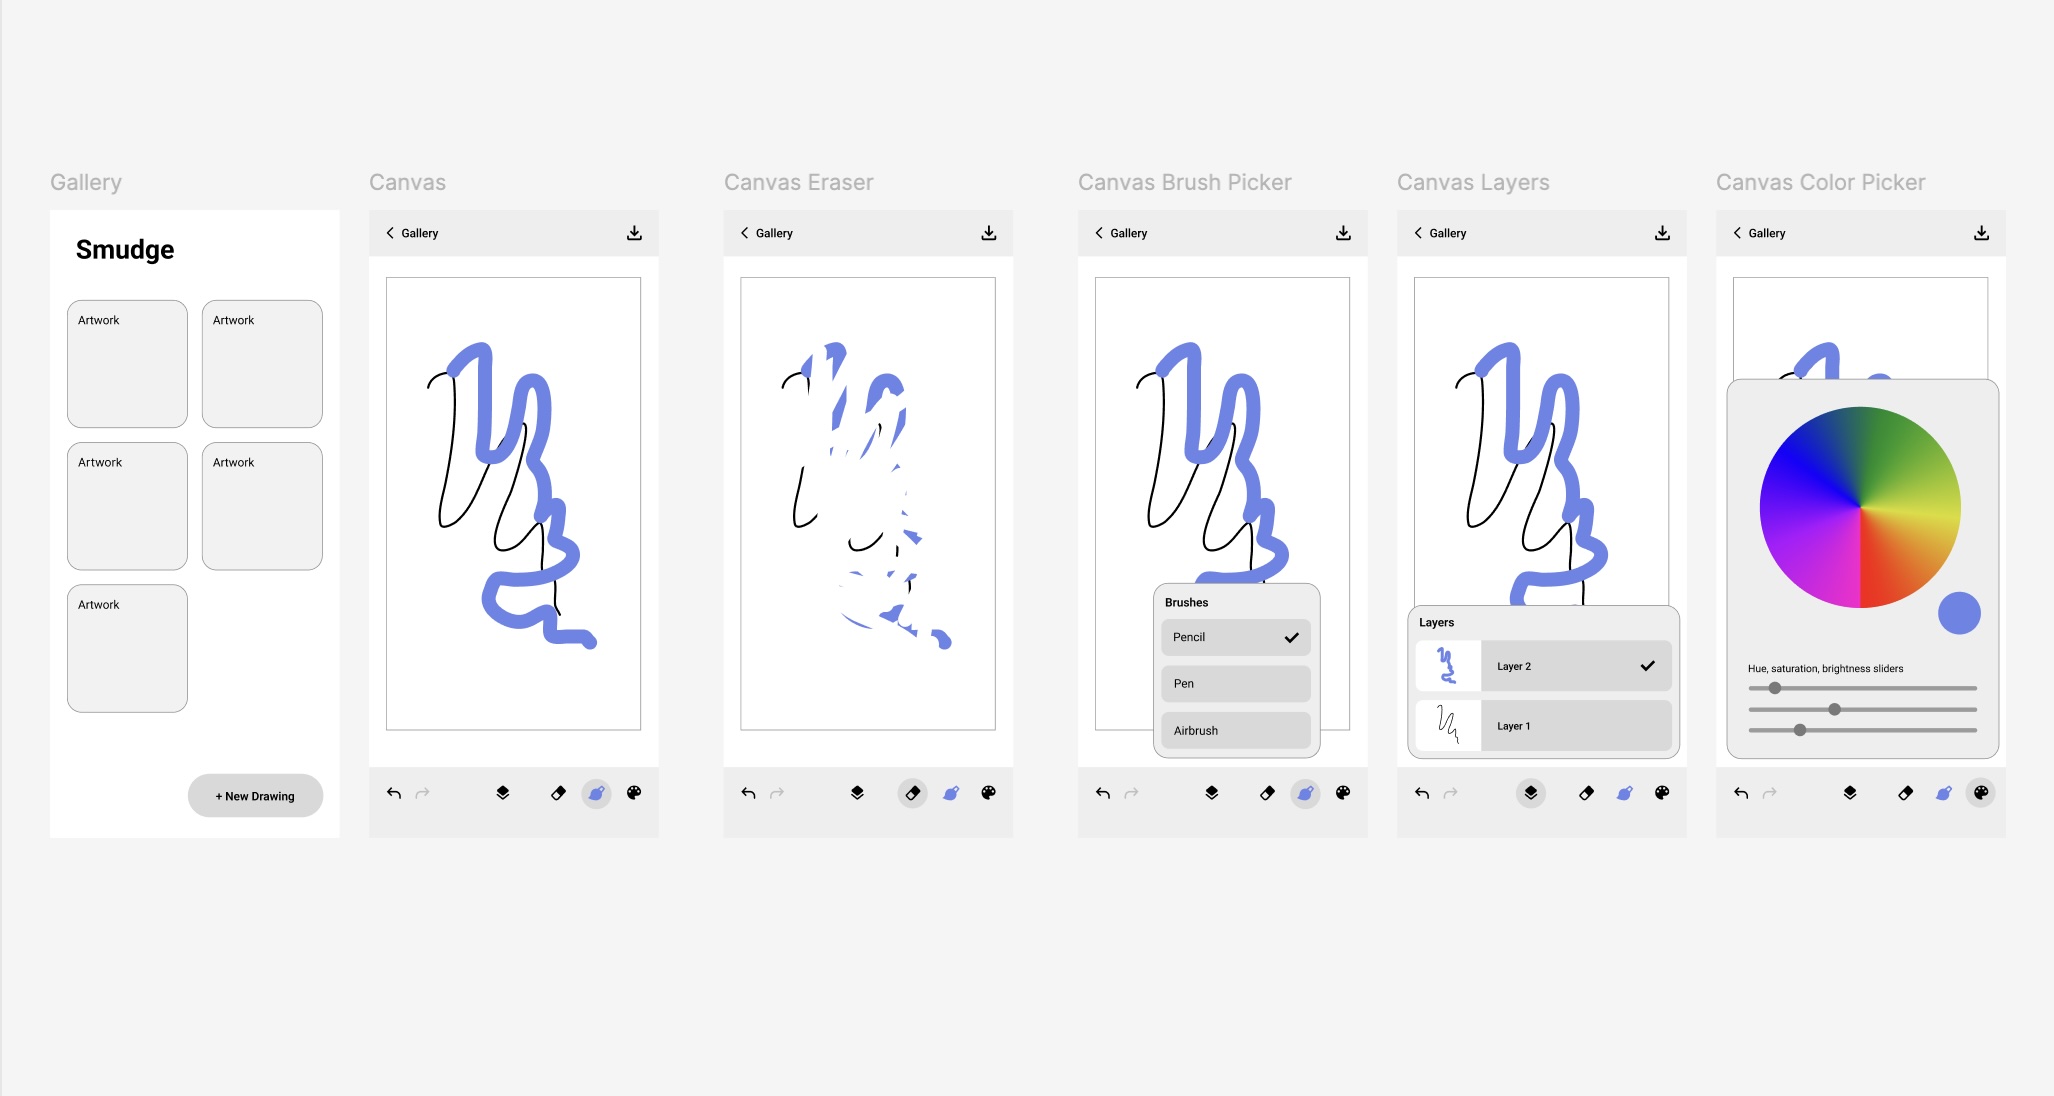 Gallery
Smudge
Artwork
Artwork
Artwork
Artwork
Artwork
+ New Drawing
Canvas
Gallery
Canvas Eraser
Gallery
Canvas Brush Picker
Gallery
Brushes
Pencil
Pen
Airbrush
Canvas Layers
Gallery
Layers
Layer 2
Layer 1
Canvas Color Picker
Gallery
Hue, saturation, brightness sliders